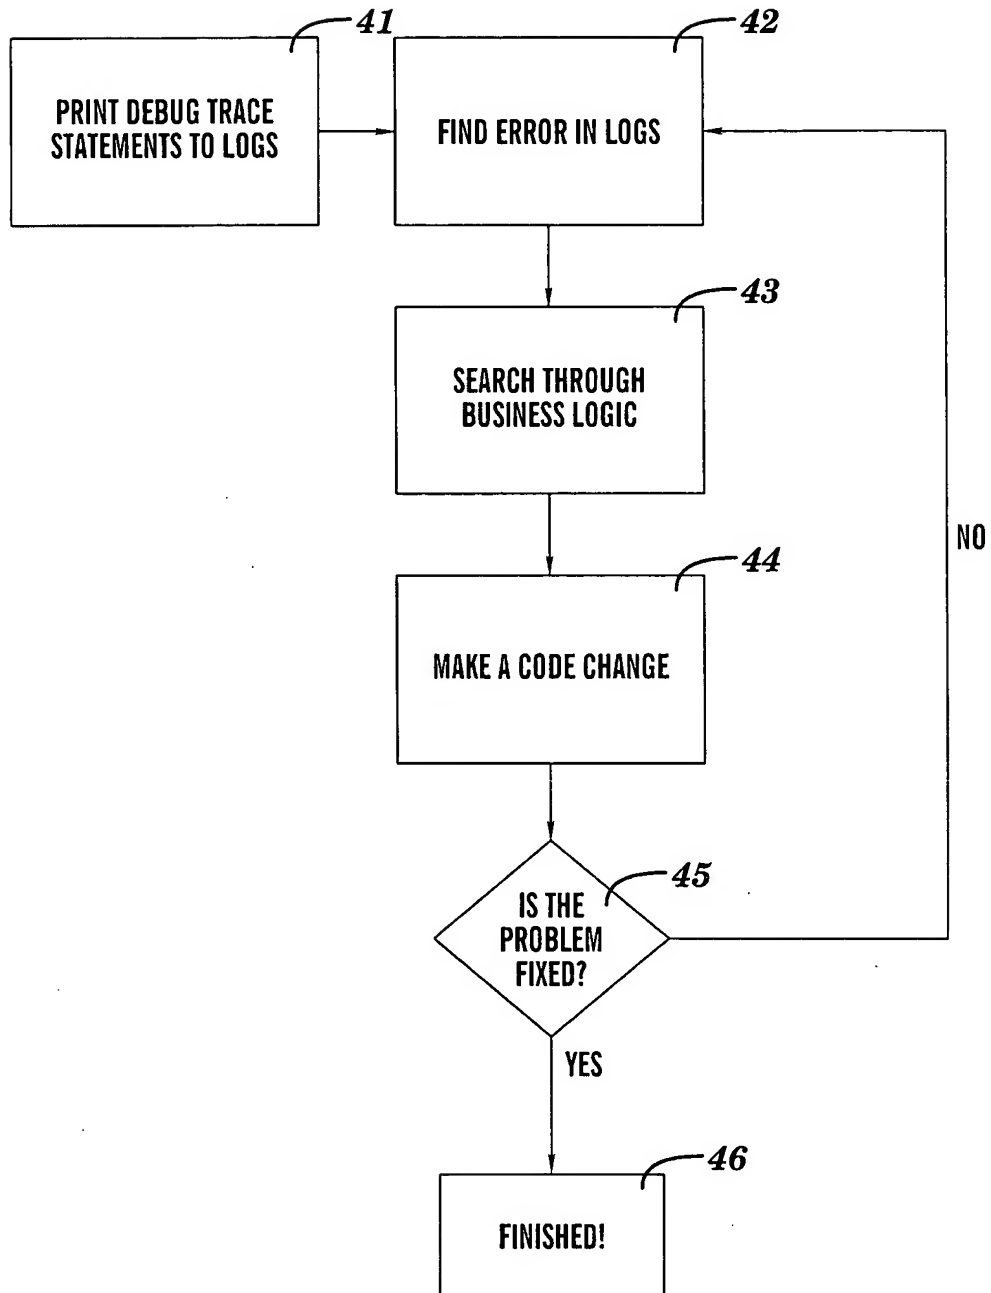 41
PRINT DEBUG TRACE
STATEMENTS TO LOGS
42
FIND ERROR IN LOGS
43
SEARCH THROUGH
BUSINESS LOGIC
NO
44
MAKE A CODE CHANGE
45
IS THE
PROBLEM
FIXED?
YES
46
FINISHED!